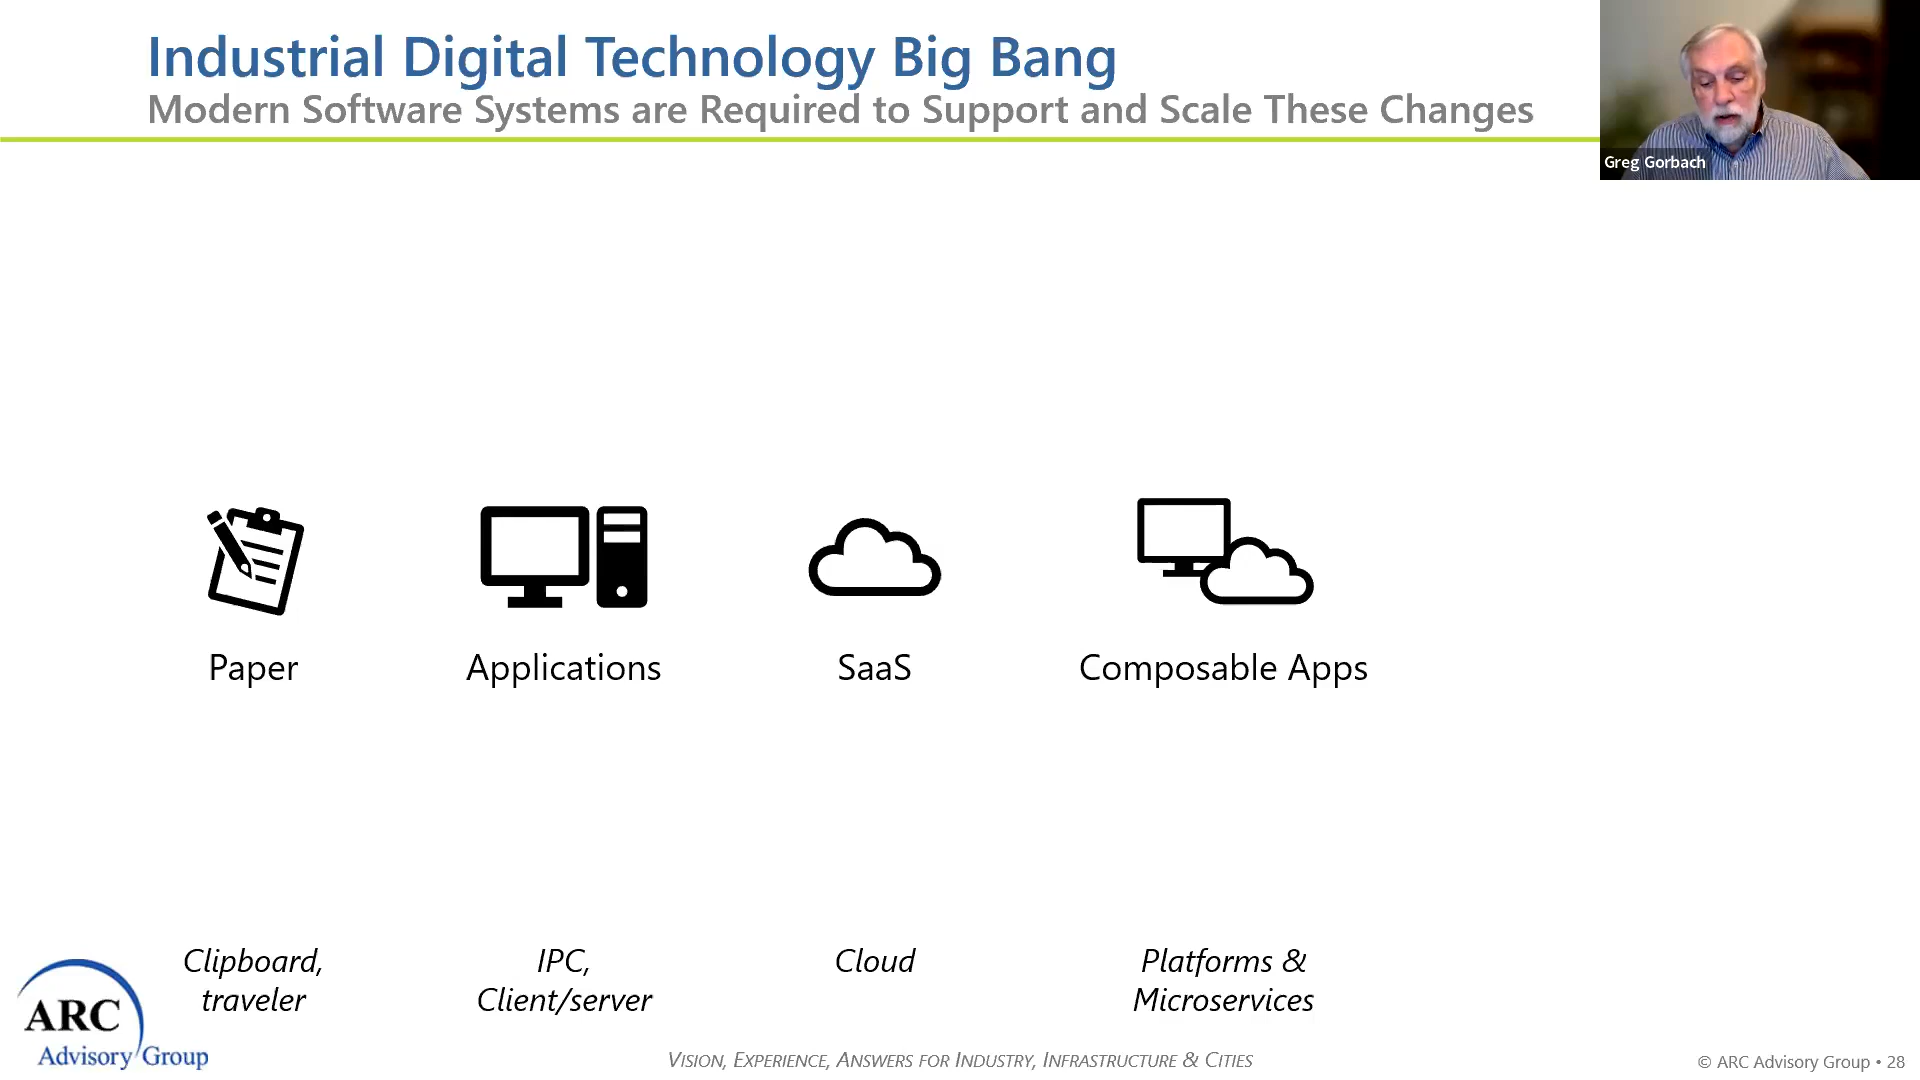 Industrial Digital Technology Big Bang
Modern Software Systems are Required to Support and Scale These Changes
Greg Gorbach
Paper
Applications
SaaS
Composable Apps
Clipboard,
traveler
IPC,
Client/server
Cloud
Platforms &
Microservices
ARC
Advisory Group
VISION, EXPERIENCE, ANSWERS FOR INDUSTRY, INFRASTRUCTURE & CITIES
© ARC Advisory Group • 28